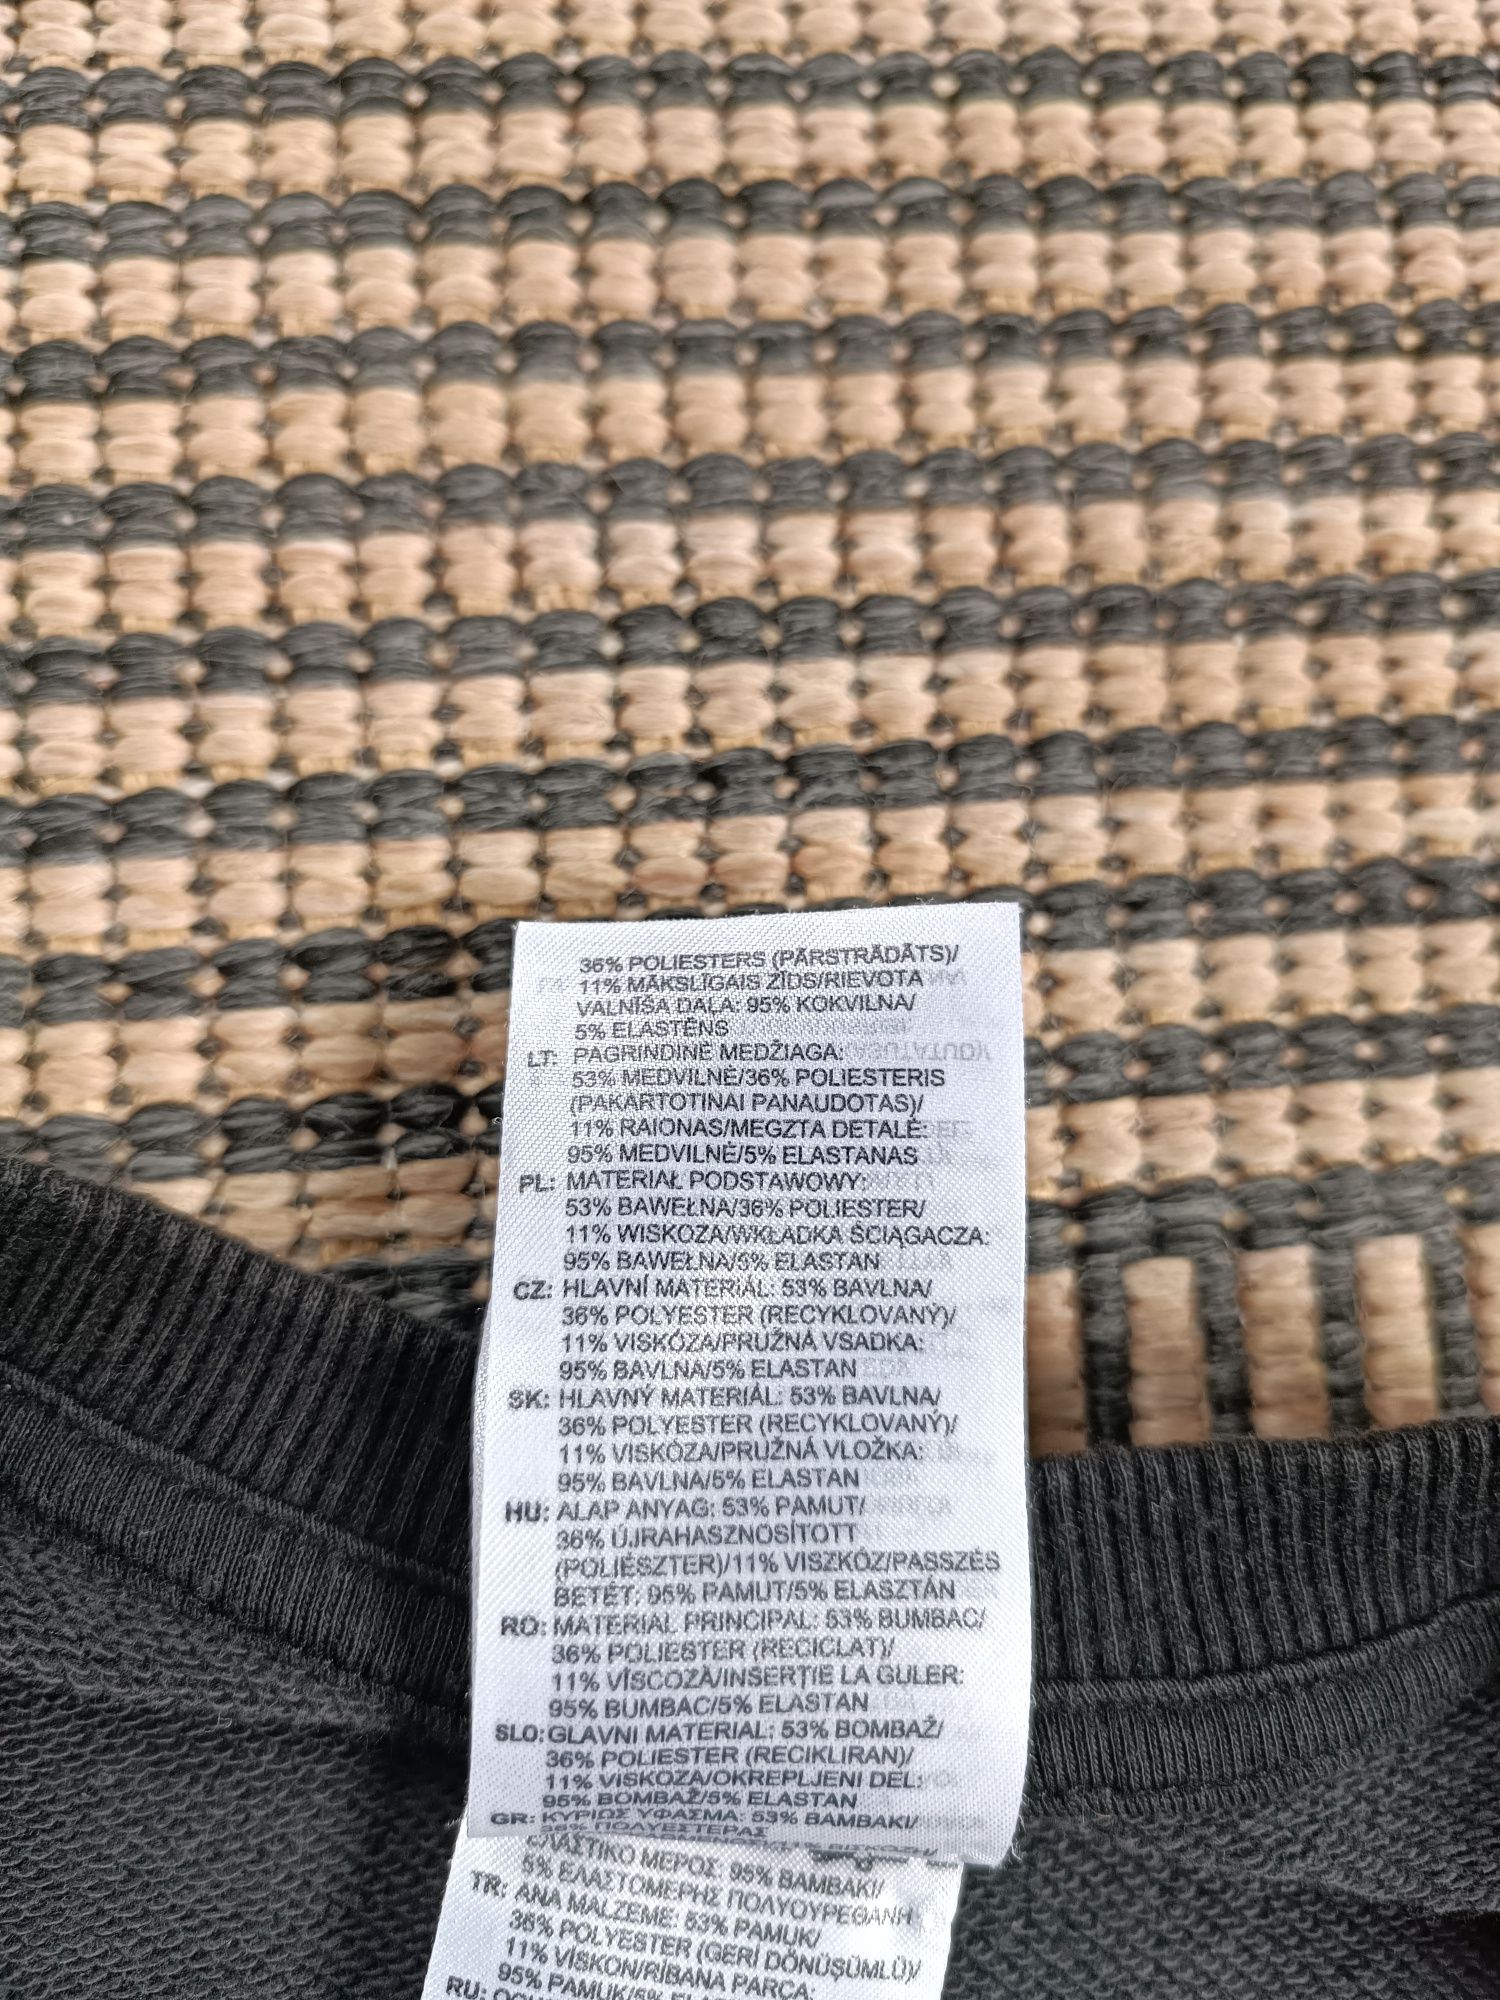 36% POLIESTERS (PĀRSTRĀDĀTS)/
11% MĀKSLĪGAIS ZĪDS/RIEVOTA
VALNĪŠA DAĻA: 95% KOKVILNA/
5% ELASTĒNS
LT: PAGRINDINĖ MEDŽIAGA:
53% MEDVILNĖ/36% POLIESTERIS
(PAKARTOTINAI PANAUDOTAS)/
11% RAIONAS/MEGZTA DETALĖ:
95% MEDVILNĖ/5% ELASTANAS
PL: MATERIAŁ PODSTAWOWY:
53% BAWEŁNA/36% POLIESTER/
11% WISKOZA/WKŁADKA ŚCIĄGACZA:
95% BAWEŁNA/5% ELASTAN
CZ: HLAVNÍ MATERIÁL: 53% BAVLNA/
36% POLYESTER (RECYKLOVANÝ)/
11% VISKÓZA/PRUŽNÁ VSADKA:
95% BAVLNA/5% ELASTAN
SK: HLAVNÝ MATERIÁL: 53% BAVLNA/
36% POLYESTER (RECYKLOVANÝ)/
11% VISKÓZA/PRUŽNÁ VLOŽKA:
95% BAVLNA/5% ELASTAN
HU: ALAP ANYAG: 53% PAMUT/
36% ÚJRAHASZNOSÍTOTT
(POLIÉSZTER)/11% VISZKÓZ/PASSZÉS
BETÉT: 95% PAMUT/5% ELASZTÁN
RO: MATERIAL PRINCIPAL: 53% BUMBAC/
36% POLIESTER (RECICLAT)/
11% VÎSCOZĂ/INSERŢIE LA GULER:
95% BUMBAC/5% ELASTAN
SLO: GLAVNI MATERIAL: 53% BOMBAŽ/
36% POLIESTER (RECIKLIRAN)/
11% VISKOZA/OKREPLJENI DEL:
95% BOMBAŽ/5% ELASTAN
GR: ΚΥΡΙΩΣ ΥΦΑΣΜΑ: 53% ΒΑΜΒΑΚΙ/
36% ΠΟΛΥΕΣΤΕΡΑΣ
ΕΛΑΣΤΙΚΟ ΜΕΡΟΣ: 95% ΒΑΜΒΑΚΙ/
5% ΕΛΑΣΤΟΜΕΡΗΣ ΠΟΛΥΟΥΡΕΘΑΝΗ
TR: ANA MALZEME: 53% PAMUK/
36% POLYESTER (GERİ DÖNÜŞÜMLÜ)/
11% VİSKON/RİBANA PARÇA:
95% PAMUK/5%
RU: